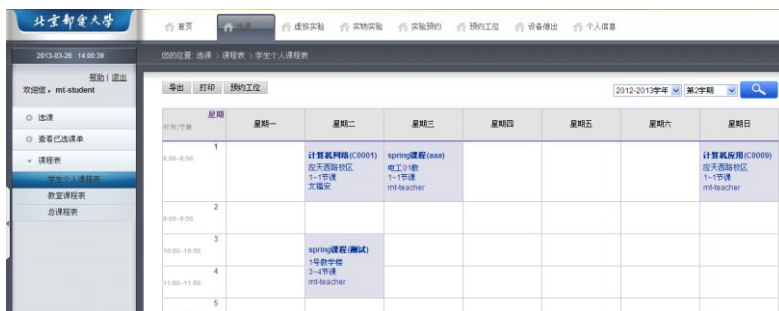 北京邮电大学
首页
选课
虚拟实验
实物实验
实验预约
预约工位
设备借出
个人信息
2013-03-26 14:00:39
您的位置: 选课 > 课程表 > 学生个人课程表
帮助 | 退出
欢迎您, mt-student
导出
打印
预约工位
2012-2013学年
第2学期
选课
查看已选课单
课程表
学生个人课程表
教室课程表
总课程表
星期
星期一
星期二
星期三
星期四
星期五
星期六
星期日
1
8:00--8:50
计算机网络(C0001)
应天西路校区
1-1节课
文福安
spring课程(aaa)
电工01教
1-1节课
mt-teacher
计算机应用(C0009)
应天西路校区
1-1节课
mt-teacher
2
9:00--9:50
3
10:00--10:50
spring课程(测试)
1号教学楼
3-4节课
mt-teacher
4
11:00--11:50
5